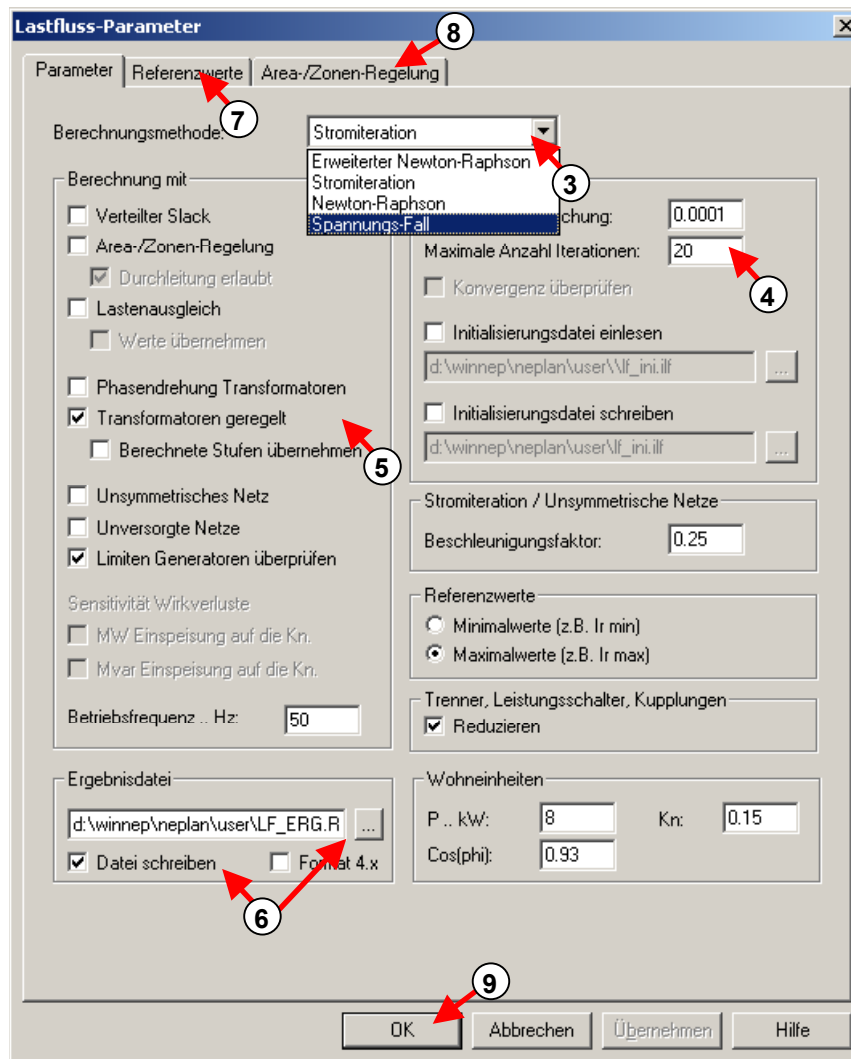 Lastfluss-Parameter
8
Parameter
Referenzwerte
Area-/Zonen-Regelung
7
Berechnungsmethode:
Stromiteration
3
Erweiterter Newton-Raphson
Stromiteration
Newton-Raphson
Spannungs-Fall
Berechnung mit
Verteilter Slack
Area-/Zonen-Regelung
Durchleitung erlaubt
Lastenausgleich
Werte übernehmen
Phasendrehung Transformatoren
Transformatoren geregelt
Berechnete Stufen übernehmen
5
Unsymmetrisches Netz
Unversorgte Netze
Limiten Generatoren überprüfen
Sensitivität Wirkverluste
MW Einspeisung auf die Kn.
Mvar Einspeisung auf die Kn.
Betriebsfrequenz .. Hz: 50
chung: 0.0001
Maximale Anzahl Iterationen: 20
4
Konvergenz überprüfen
Initialisierungsdatei einlesen
d:\winnep\neplan\user\\lf_ini.ilf ...
Initialisierungsdatei schreiben
d:\winnep\neplan\user\lf_ini.ilf ...
Stromiteration / Unsymmetrische Netze
Beschleunigungsfaktor: 0.25
Referenzwerte
Minimalwerte (z.B. Ir min)
Maximalwerte (z.B. Ir max)
Trenner, Leistungsschalter, Kupplungen
Reduzieren
Ergebnisdatei
d:\winnep\neplan\user\LF_ERG.R ...
Datei schreiben
Format 4.x
6
Wohneinheiten
P .. kW: 8 Kn: 0.15
Cos(phi): 0.93
9
OK Abbrechen Übernehmen Hilfe